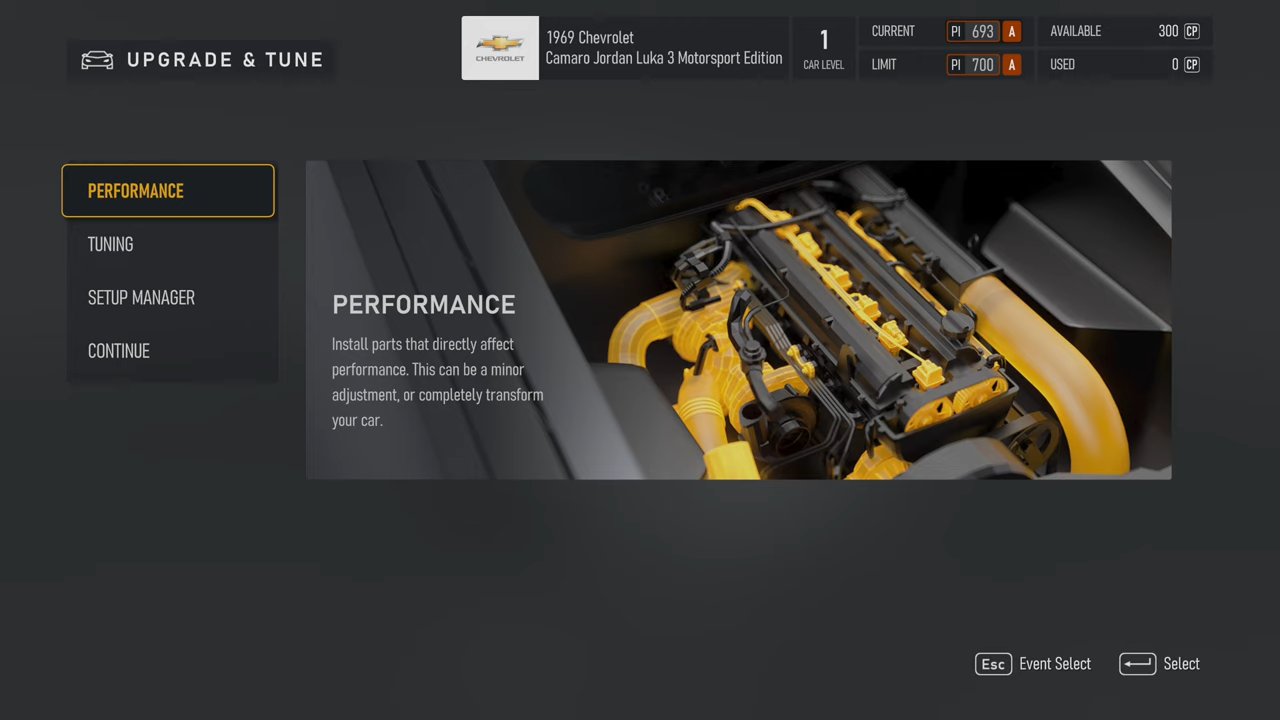 UPGRADE & TUNE
CHEVROLET
1969 Chevrolet
Camaro Jordan Luka 3 Motorsport Edition
1
CAR LEVEL
CURRENT PI 693 A
LIMIT PI 700 A
AVAILABLE 300 CP
USED 0 CP
PERFORMANCE
TUNING
SETUP MANAGER
CONTINUE
PERFORMANCE
Install parts that directly affect
performance. This can be a minor
adjustment, or completely transform
your car.
Esc Event Select
Select